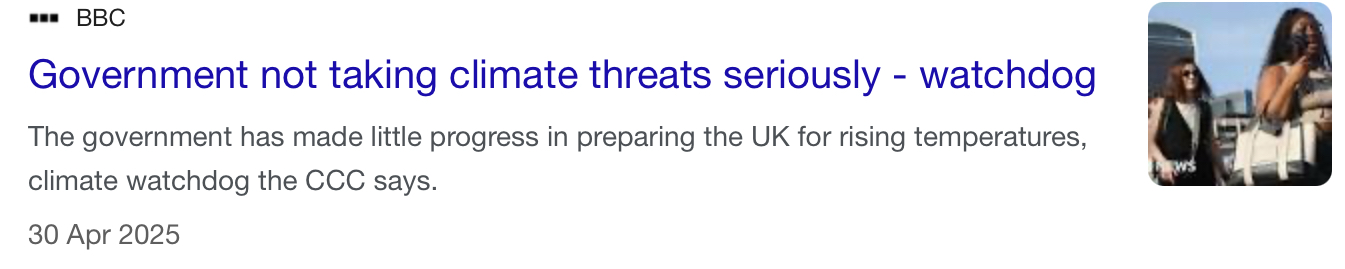 BBC
Government not taking climate threats seriously - watchdog
The government has made little progress in preparing the UK for rising temperatures,
climate watchdog the CCC says.
30 Apr 2025